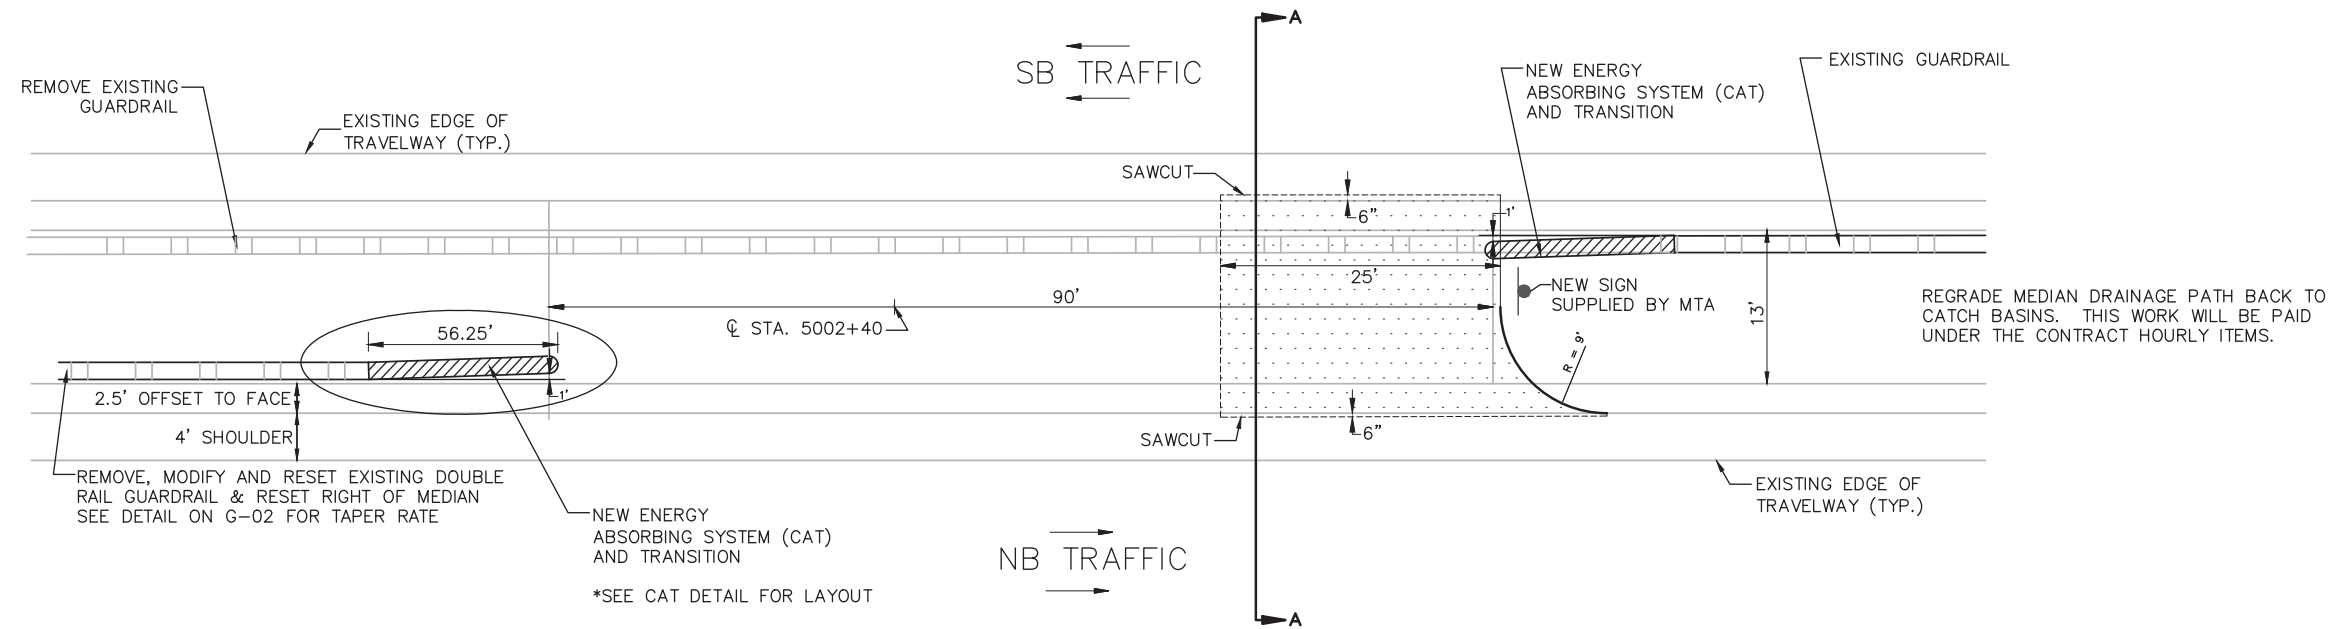 A
SB TRAFFIC
REMOVE EXISTING
GUARDRAIL
EXISTING EDGE OF
TRAVELWAY (TYP.)
SAWCUT
NEW ENERGY
ABSORBING SYSTEM (CAT)
AND TRANSITION
EXISTING GUARDRAIL
6"
1'
25'
90'
℄ STA. 5002+40
NEW SIGN
SUPPLIED BY MTA
13'
R = 9'
REGRADE MEDIAN DRAINAGE PATH BACK TO
CATCH BASINS.  THIS WORK WILL BE PAID
UNDER THE CONTRACT HOURLY ITEMS.
56.25'
1'
2.5' OFFSET TO FACE
4' SHOULDER
SAWCUT
6"
REMOVE, MODIFY AND RESET EXISTING DOUBLE
RAIL GUARDRAIL & RESET RIGHT OF MEDIAN
SEE DETAIL ON G-02 FOR TAPER RATE
EXISTING EDGE OF
TRAVELWAY (TYP.)
NEW ENERGY
ABSORBING SYSTEM (CAT)
AND TRANSITION
*SEE CAT DETAIL FOR LAYOUT
NB TRAFFIC
A